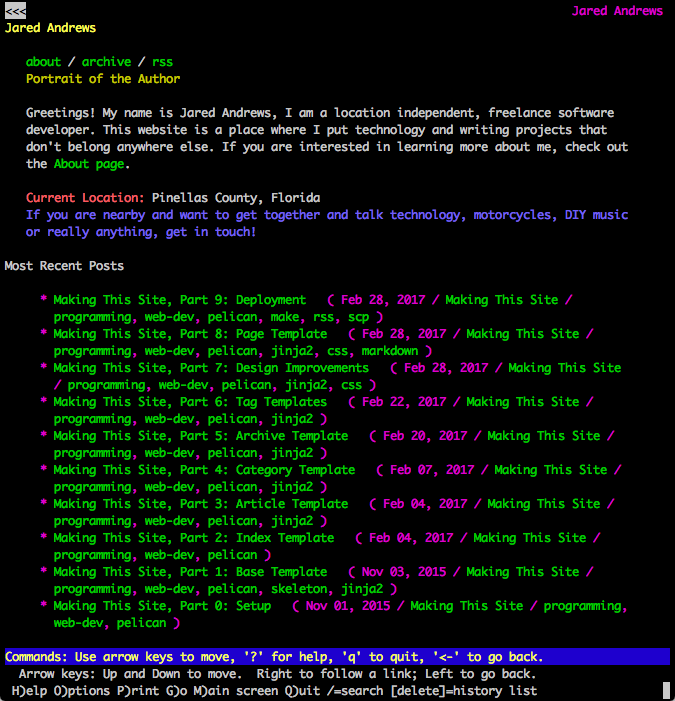 <<< Jared Andrews
Jared Andrews
about / archive / rss
Portrait of the Author
Greetings! My name is Jared Andrews, I am a location independent, freelance software
developer. This website is a place where I put technology and writing projects that
don't belong anywhere else. If you are interested in learning more about me, check out
the About page.
Current Location: Pinellas County, Florida
If you are nearby and want to get together and talk technology, motorcycles, DIY music
or really anything, get in touch!
Most Recent Posts
* Making This Site, Part 9: Deployment ( Feb 28, 2017 / Making This Site /
programming, web-dev, pelican, make, rss, scp )
* Making This Site, Part 8: Page Template ( Feb 28, 2017 / Making This Site /
programming, web-dev, pelican, jinja2, css, markdown )
* Making This Site, Part 7: Design Improvements ( Feb 28, 2017 / Making This Site
/ programming, web-dev, pelican, jinja2, css )
* Making This Site, Part 6: Tag Templates ( Feb 22, 2017 / Making This Site /
programming, web-dev, pelican, jinja2 )
* Making This Site, Part 5: Archive Template ( Feb 20, 2017 / Making This Site /
programming, web-dev, pelican, jinja2 )
* Making This Site, Part 4: Category Template ( Feb 07, 2017 / Making This Site /
programming, web-dev, pelican, jinja2 )
* Making This Site, Part 3: Article Template ( Feb 04, 2017 / Making This Site /
programming, web-dev, pelican, jinja2 )
* Making This Site, Part 2: Index Template ( Feb 04, 2017 / Making This Site /
programming, web-dev, pelican )
* Making This Site, Part 1: Base Template ( Nov 03, 2015 / Making This Site /
programming, web-dev, pelican, skeleton, jinja2 )
* Making This Site, Part 0: Setup ( Nov 01, 2015 / Making This Site / programming,
web-dev, pelican )
Commands: Use arrow keys to move, '?' for help, 'q' to quit, '<-' to go back.
Arrow keys: Up and Down to move. Right to follow a link; Left to go back.
H)elp O)ptions P)rint G)o M)ain screen Q)uit /=search [delete]=history list